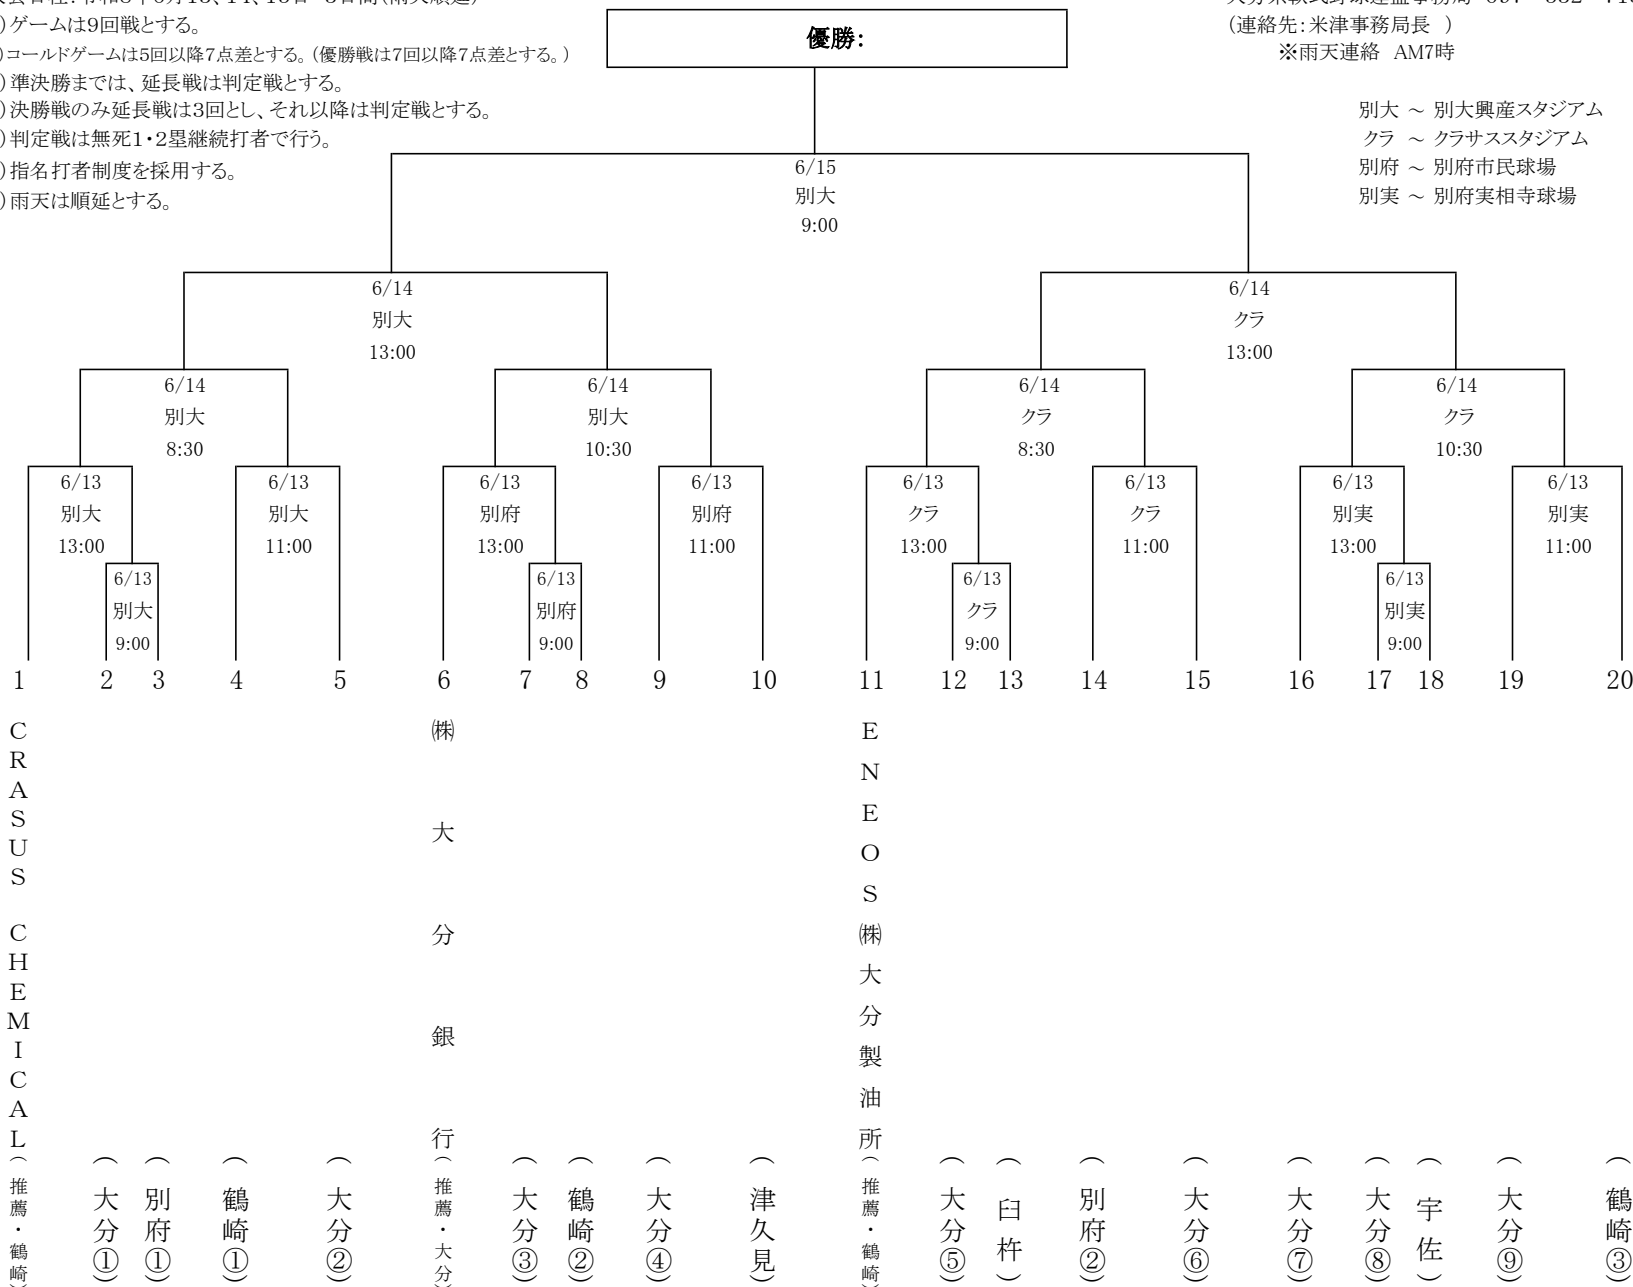 )ゲームは9回戦とする。
)コールドゲームは5回以降7点差とする。(優勝戦は7回以降7点差とする。)
)準決勝までは、延長戦は判定戦とする。
)決勝戦のみ延長戦は3回とし、それ以降は判定戦とする。
)判定戦は無死1・2塁継続打者で行う。
)指名打者制度を採用する。
)雨天は順延とする。
優勝:
(連絡先:米津事務局長 )
※雨天連絡 AM7時
別大 ～ 別大興産スタジアム
クラ ～ クラサススタジアム
別府 ～ 別府市民球場
別実 ～ 別府実相寺球場
6/15
別大
9:00
6/14 6/14
別大 クラ
13:00 13:00
6/14 6/14 6/14 6/14
別大 別大 クラ クラ
8:30 10:30 8:30 10:30
6/13 6/13 6/13 6/13 6/13 6/13 6/13 6/13
別大 別大 別府 別府 クラ クラ 別実 別実
13:00 11:00 13:00 11:00 13:00 11:00 13:00 11:00
6/13 6/13 6/13 6/13
別大 別府 クラ 別実
9:00 9:00 9:00 9:00
1 2 3 4 5 6 7 8 9 10 11 12 13 14 15 16 17 18 19 20
CRASUS CHEMICAL(推薦・鶴崎)
(大分①)
(別府①)
(鶴崎①)
(大分②)
㈱大分銀行(推薦・大分)
(大分③)
(鶴崎②)
(大分④)
(津久見)
ENEOS㈱大分製油所(推薦・鶴崎)
(大分⑤)
(臼杵)
(別府②)
(大分⑥)
(大分⑦)
(大分⑧)
(宇佐)
(大分⑨)
(鶴崎③)